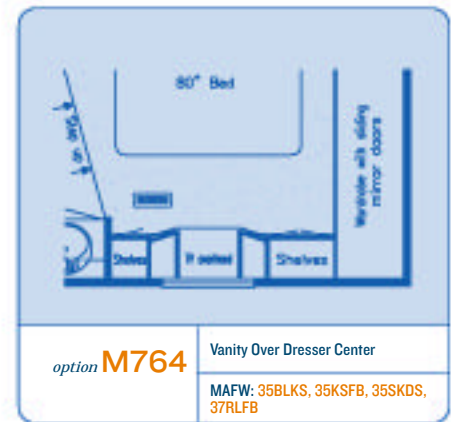 80" Bed
Wardrobe with sliding
mirror doors
Shelves
Shelves
option M764
Vanity Over Dresser Center
MAFW: 35BLKS, 35KSFB, 35SKDS,
37RLFB